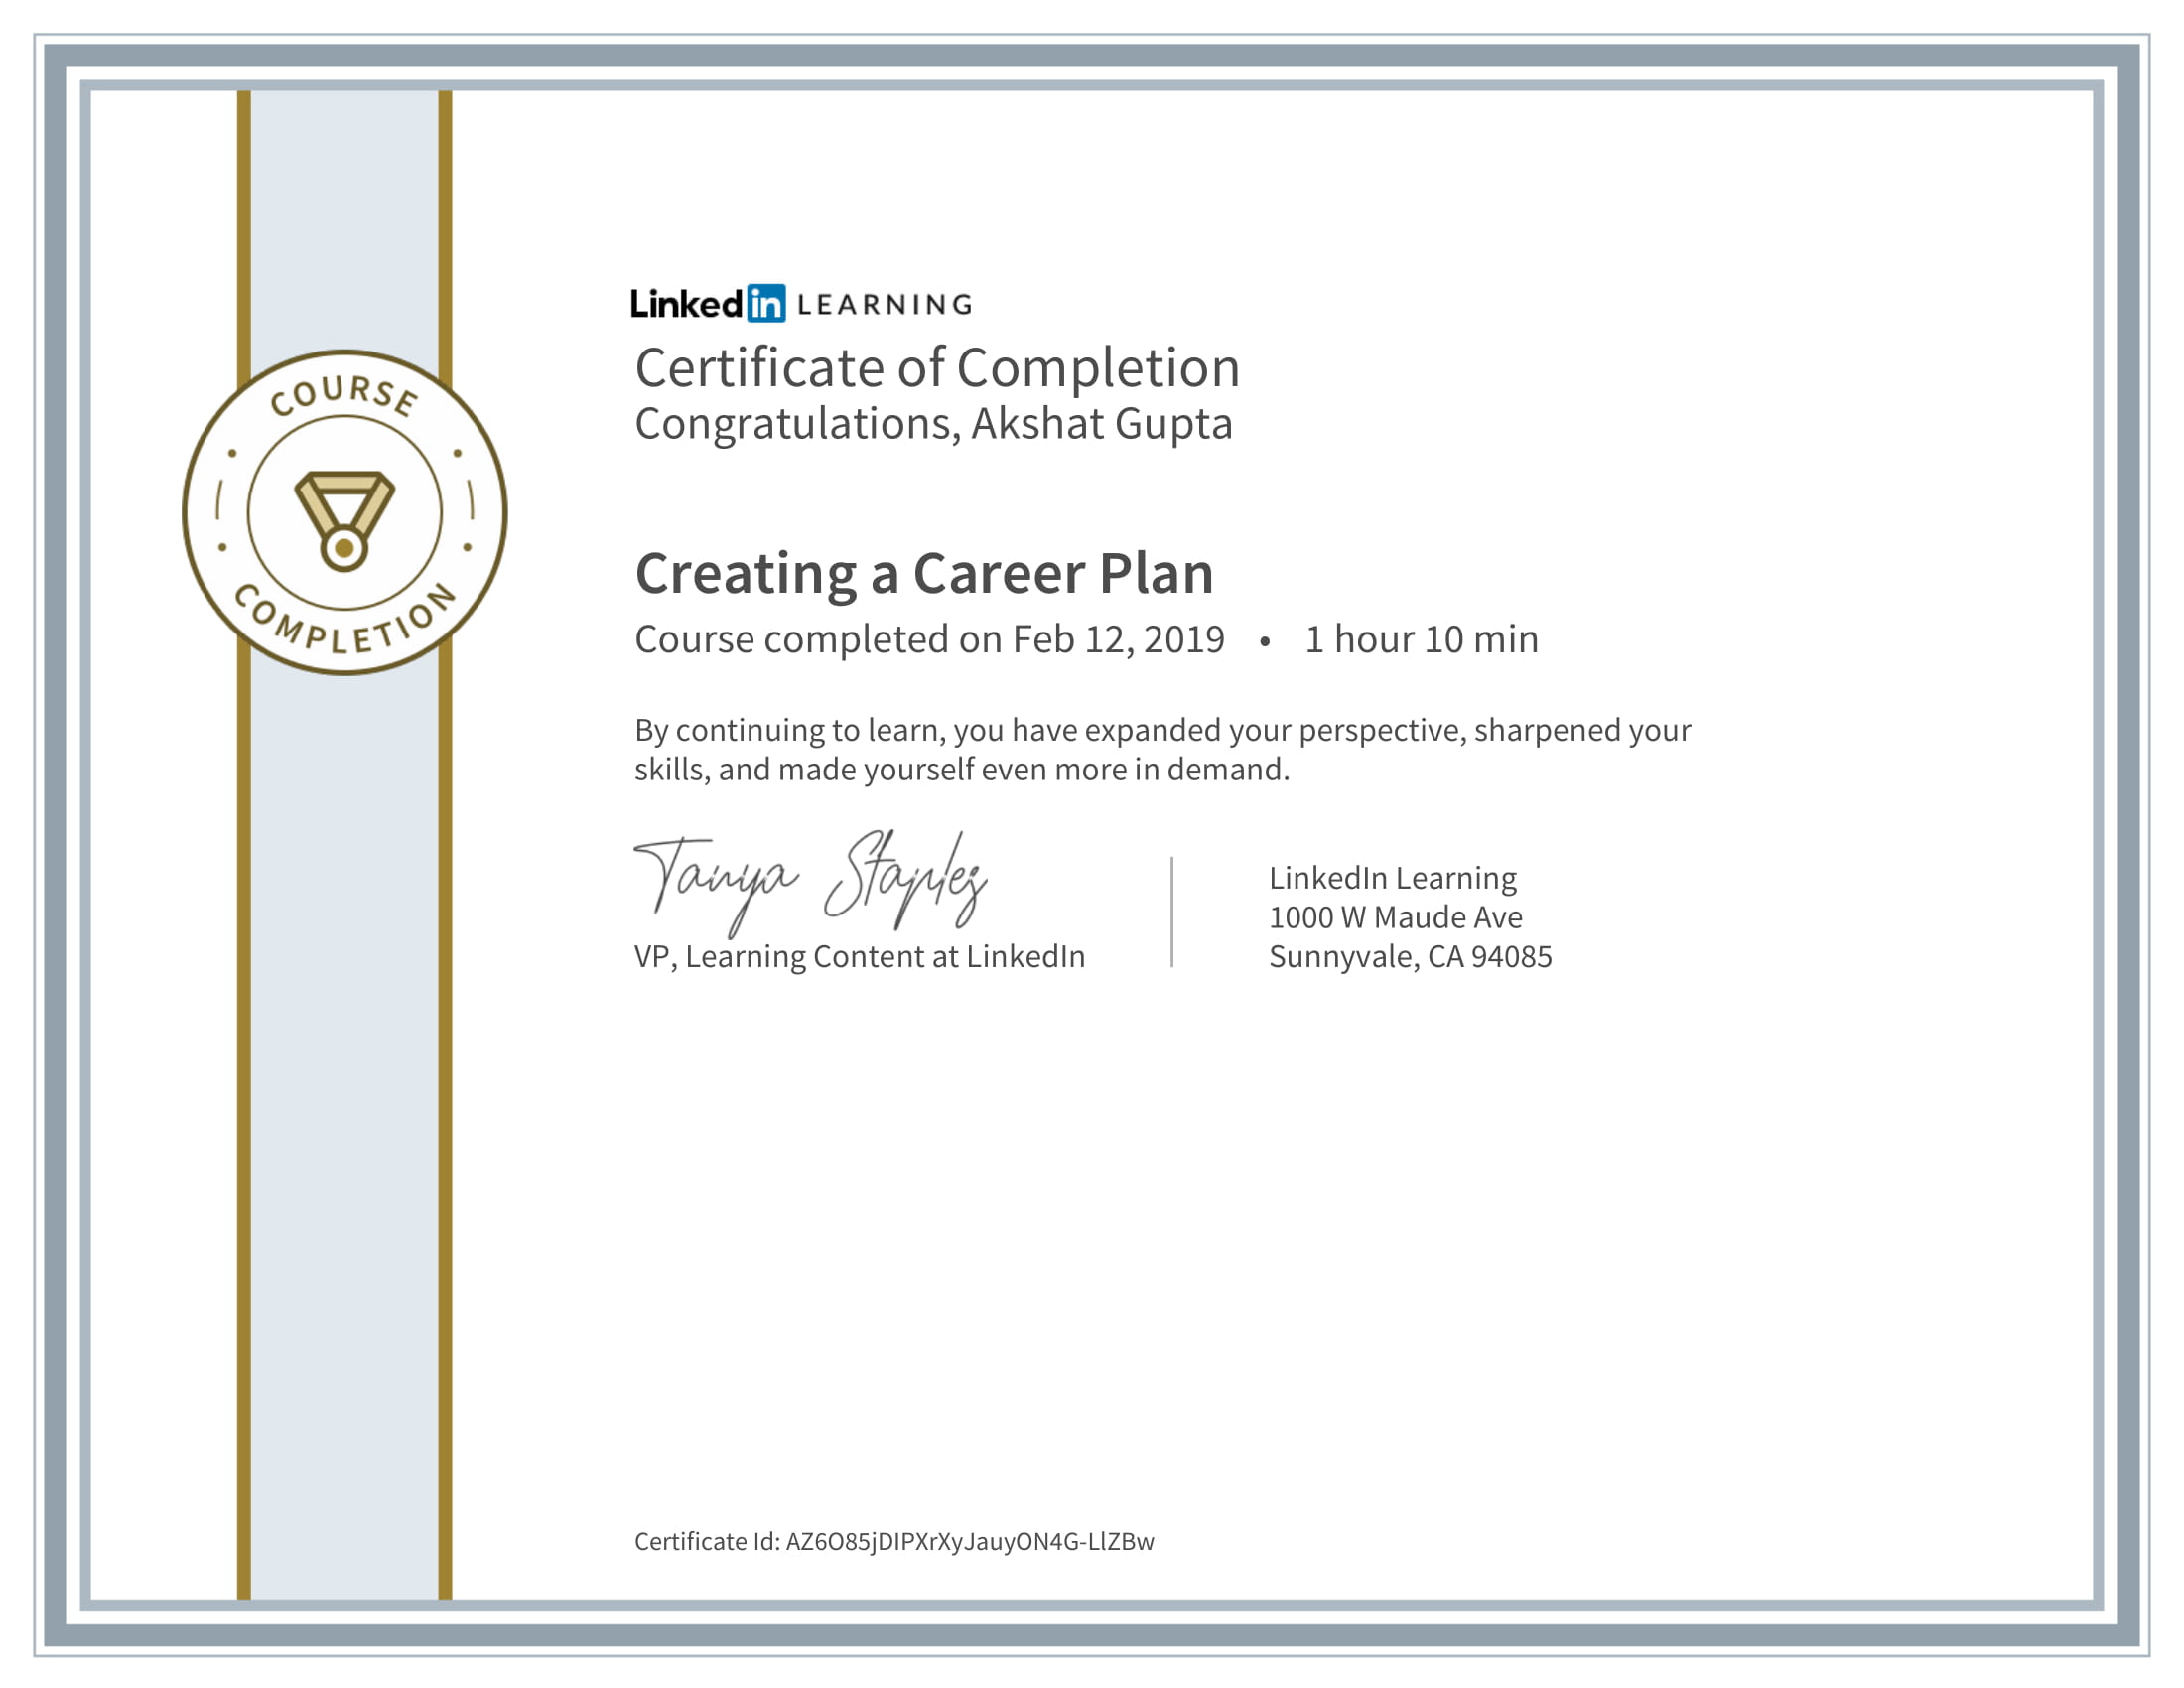 LinkedIn LEARNING
Certificate of Completion
Congratulations, Akshat Gupta
COURSE
COMPLETION
Creating a Career Plan
Course completed on Feb 12, 2019 • 1 hour 10 min
By continuing to learn, you have expanded your perspective, sharpened your
skills, and made yourself even more in demand.
Tanya Staples
VP, Learning Content at LinkedIn
LinkedIn Learning
1000 W Maude Ave
Sunnyvale, CA 94085
Certificate Id: AZ6O85jDIPXrXyJauyON4G-LlZBw